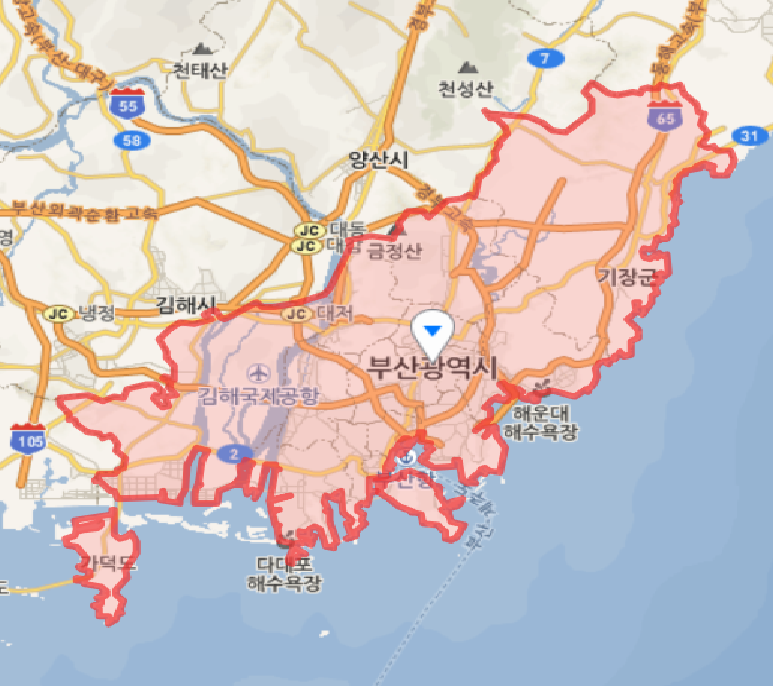 천태산
7
천성산
55
65
58
31
양산시
부산외곽순환고속
JC 대동
JC
금정산
영
기장군
김해시
JC 냉정
JC 대저
부산광역시
김해국제공항
해운대
해수욕장
105
2
부산항
가덕도
다대포
해수욕장
도